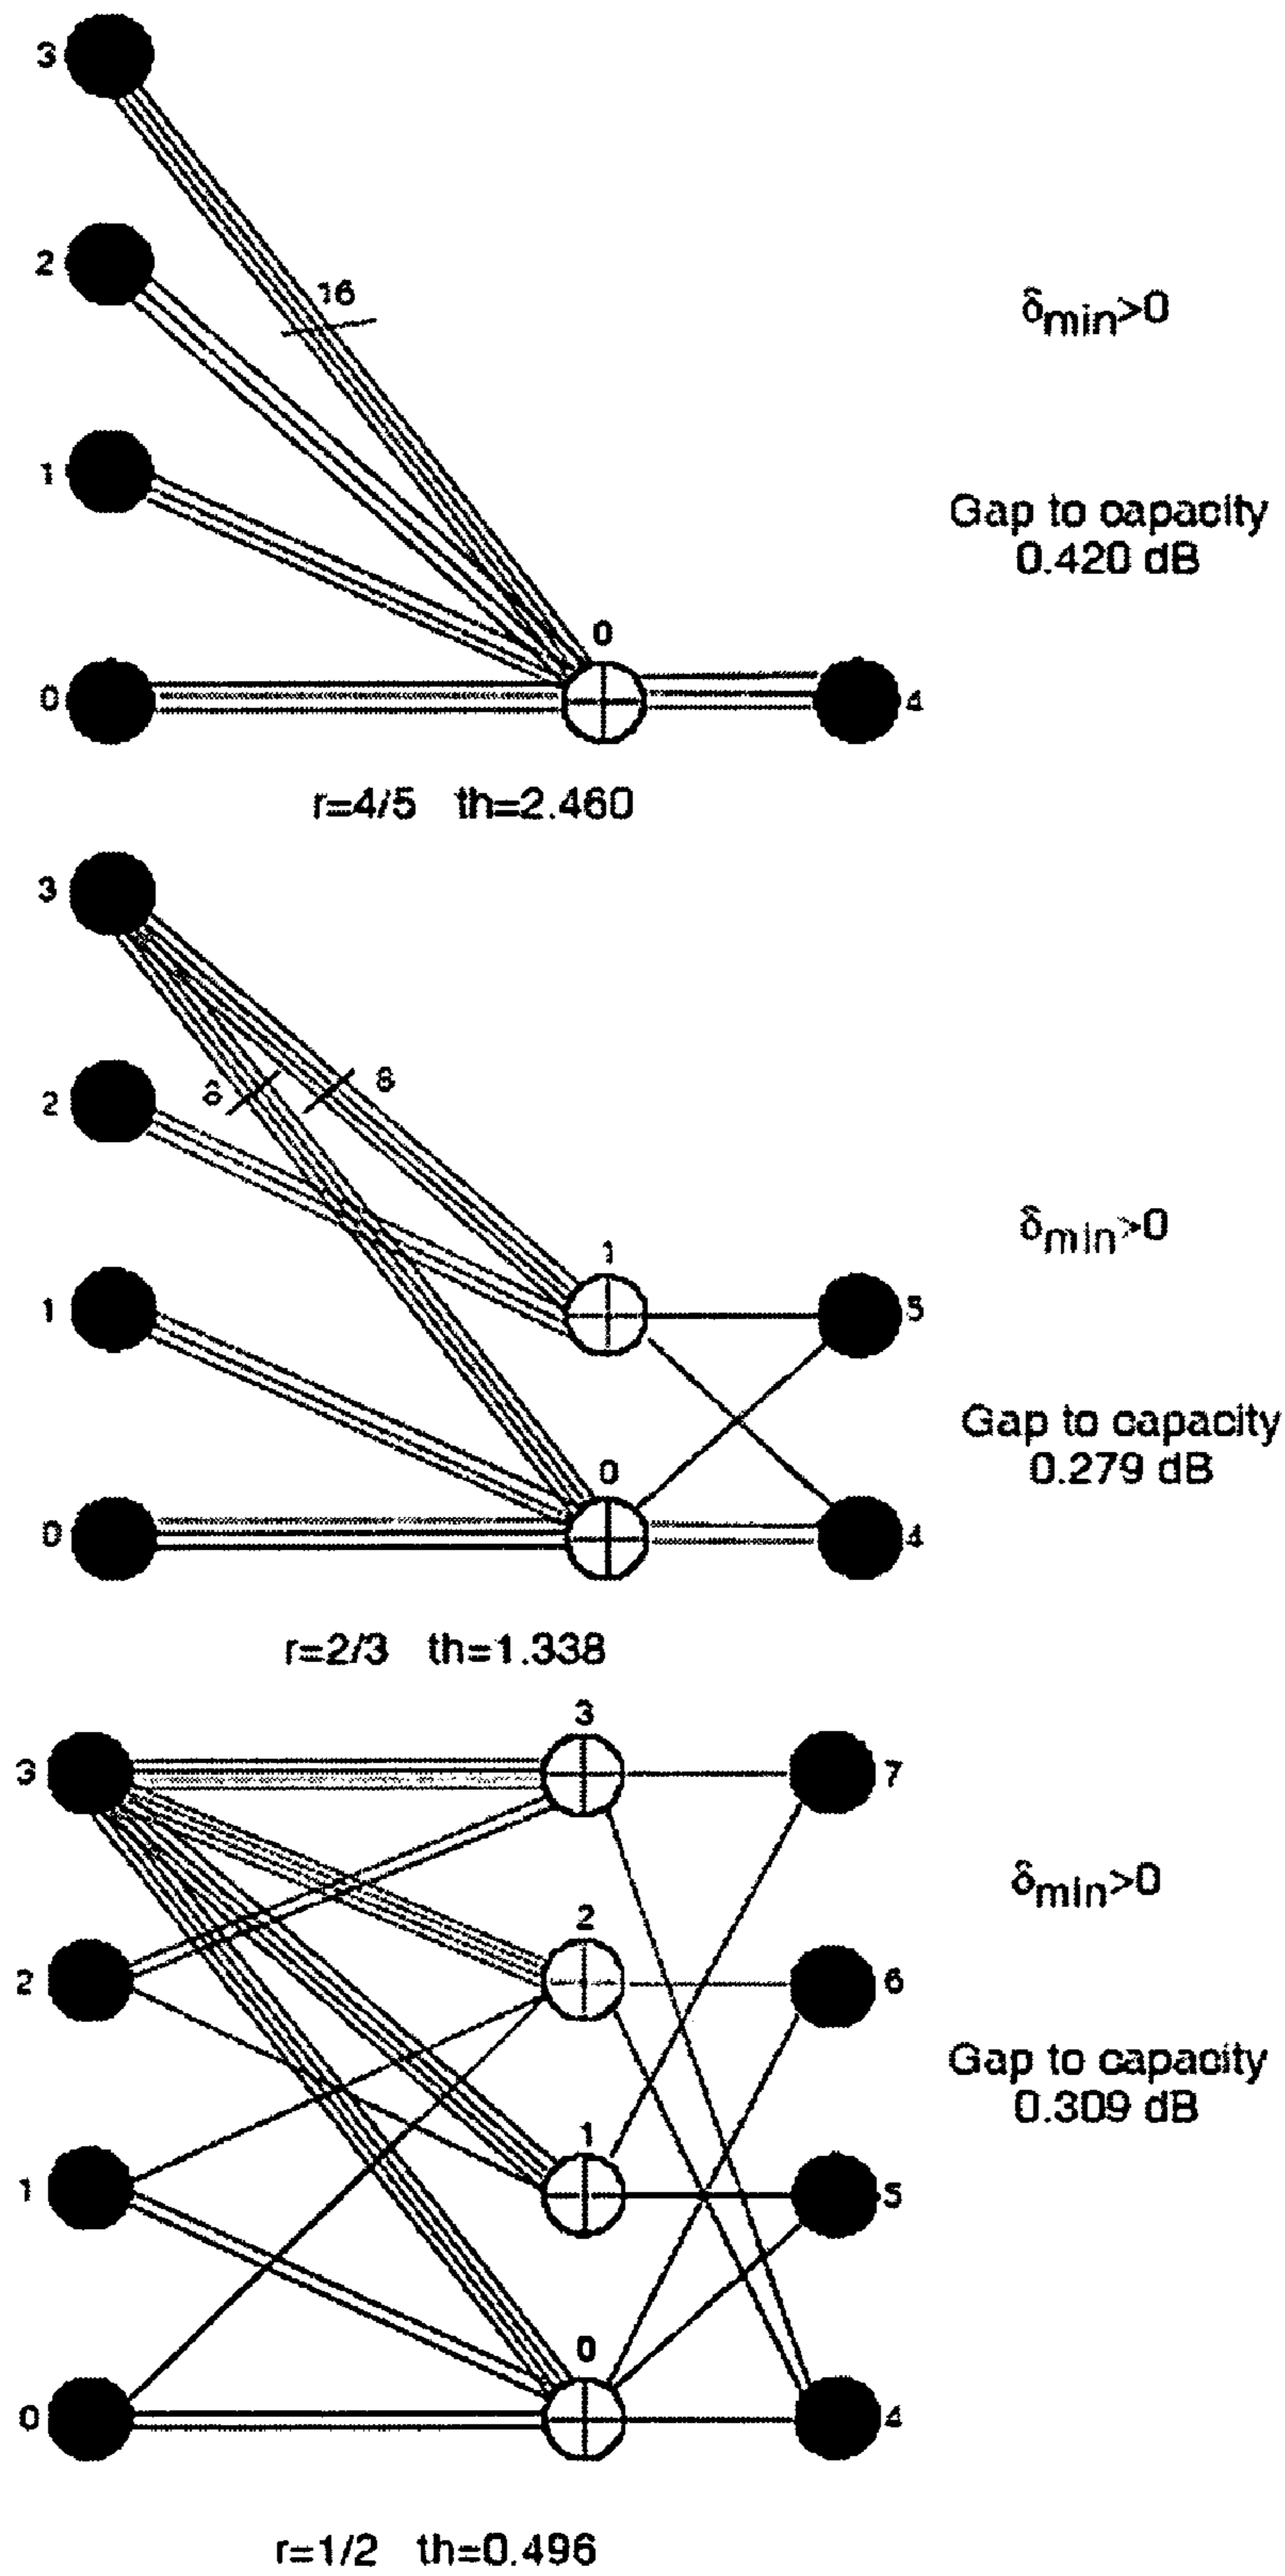 3
16
2
δmin>0
1
Gap to capacity
0.420 dB
0
0
4
r=4/5 th=2.460
3
8
8
2
δmin>0
1
5
1
Gap to capacity
0.279 dB
0
0
4
r=2/3 th=1.338
3
3
7
δmin>0
2
2
6
Gap to capacity
0.309 dB
1
1
5
0
0
4
r=1/2 th=0.496